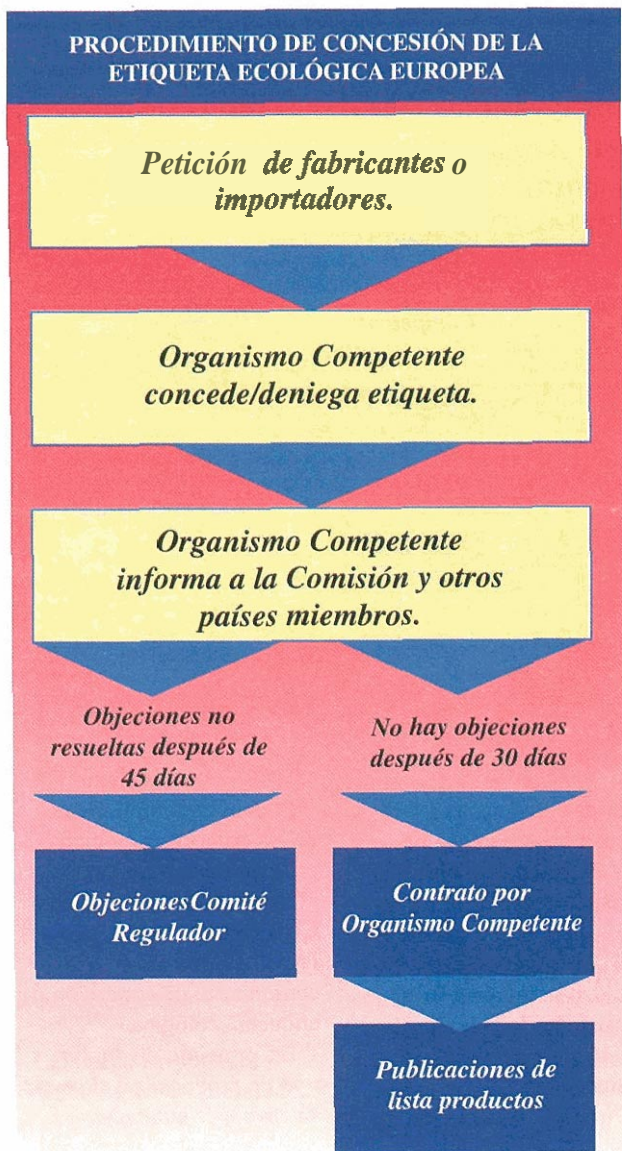 PROCEDIMIENTO DE CONCESIÓN DE LA
ETIQUETA ECOLÓGICA EUROPEA
Petición de fabricantes o
importadores.
Organismo Competente
concede/deniega etiqueta.
Organismo Competente
informa a la Comisión y otros
países miembros.
Objeciones no
resueltas después de
45 días
No hay objeciones
después de 30 días
Objeciones Comité
Regulador
Contrato por
Organismo Competente
Publicaciones de
lista productos